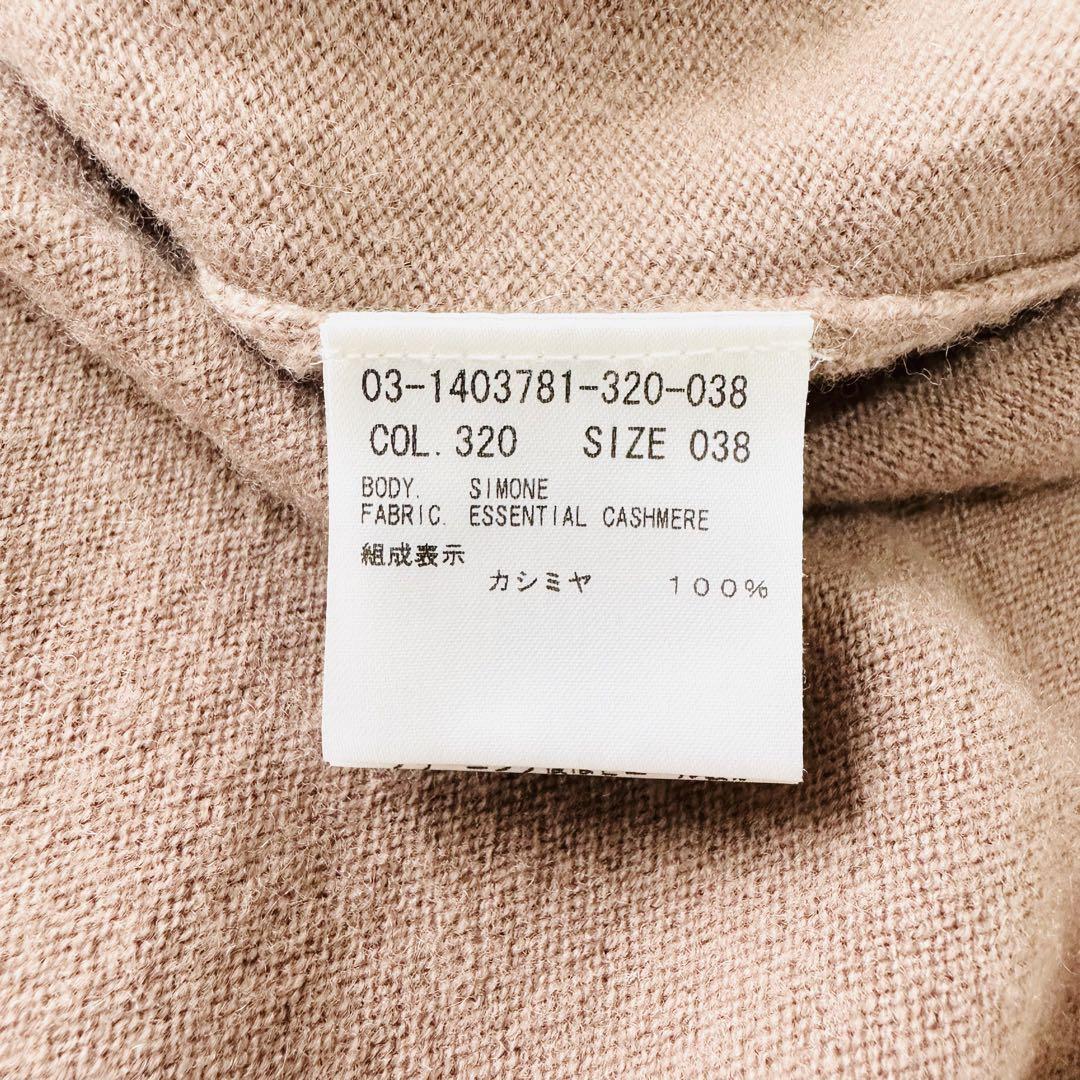 03-1403781-320-038
COL. 320 SIZE 038
BODY. SIMONE
FABRIC. ESSENTIAL CASHMERE
組成表示
カシミヤ 100%